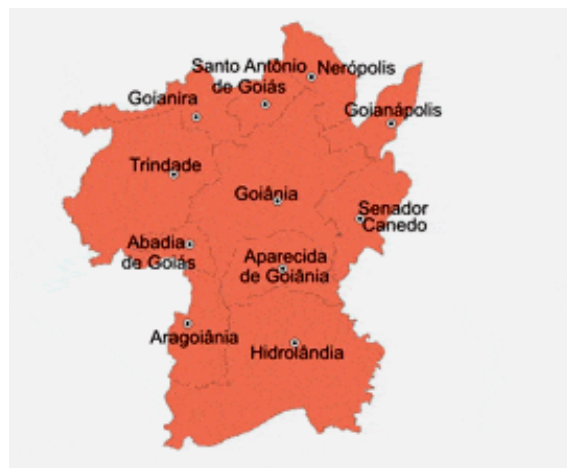 Santo Antônio
de Goiás
Nerópolis
Goianira
Goianápolis
Trindade
Goiânia
Senador
Canedo
Abadia
de Goiás
Aparecida
de Goiânia
Aragoiânia
Hidrolândia